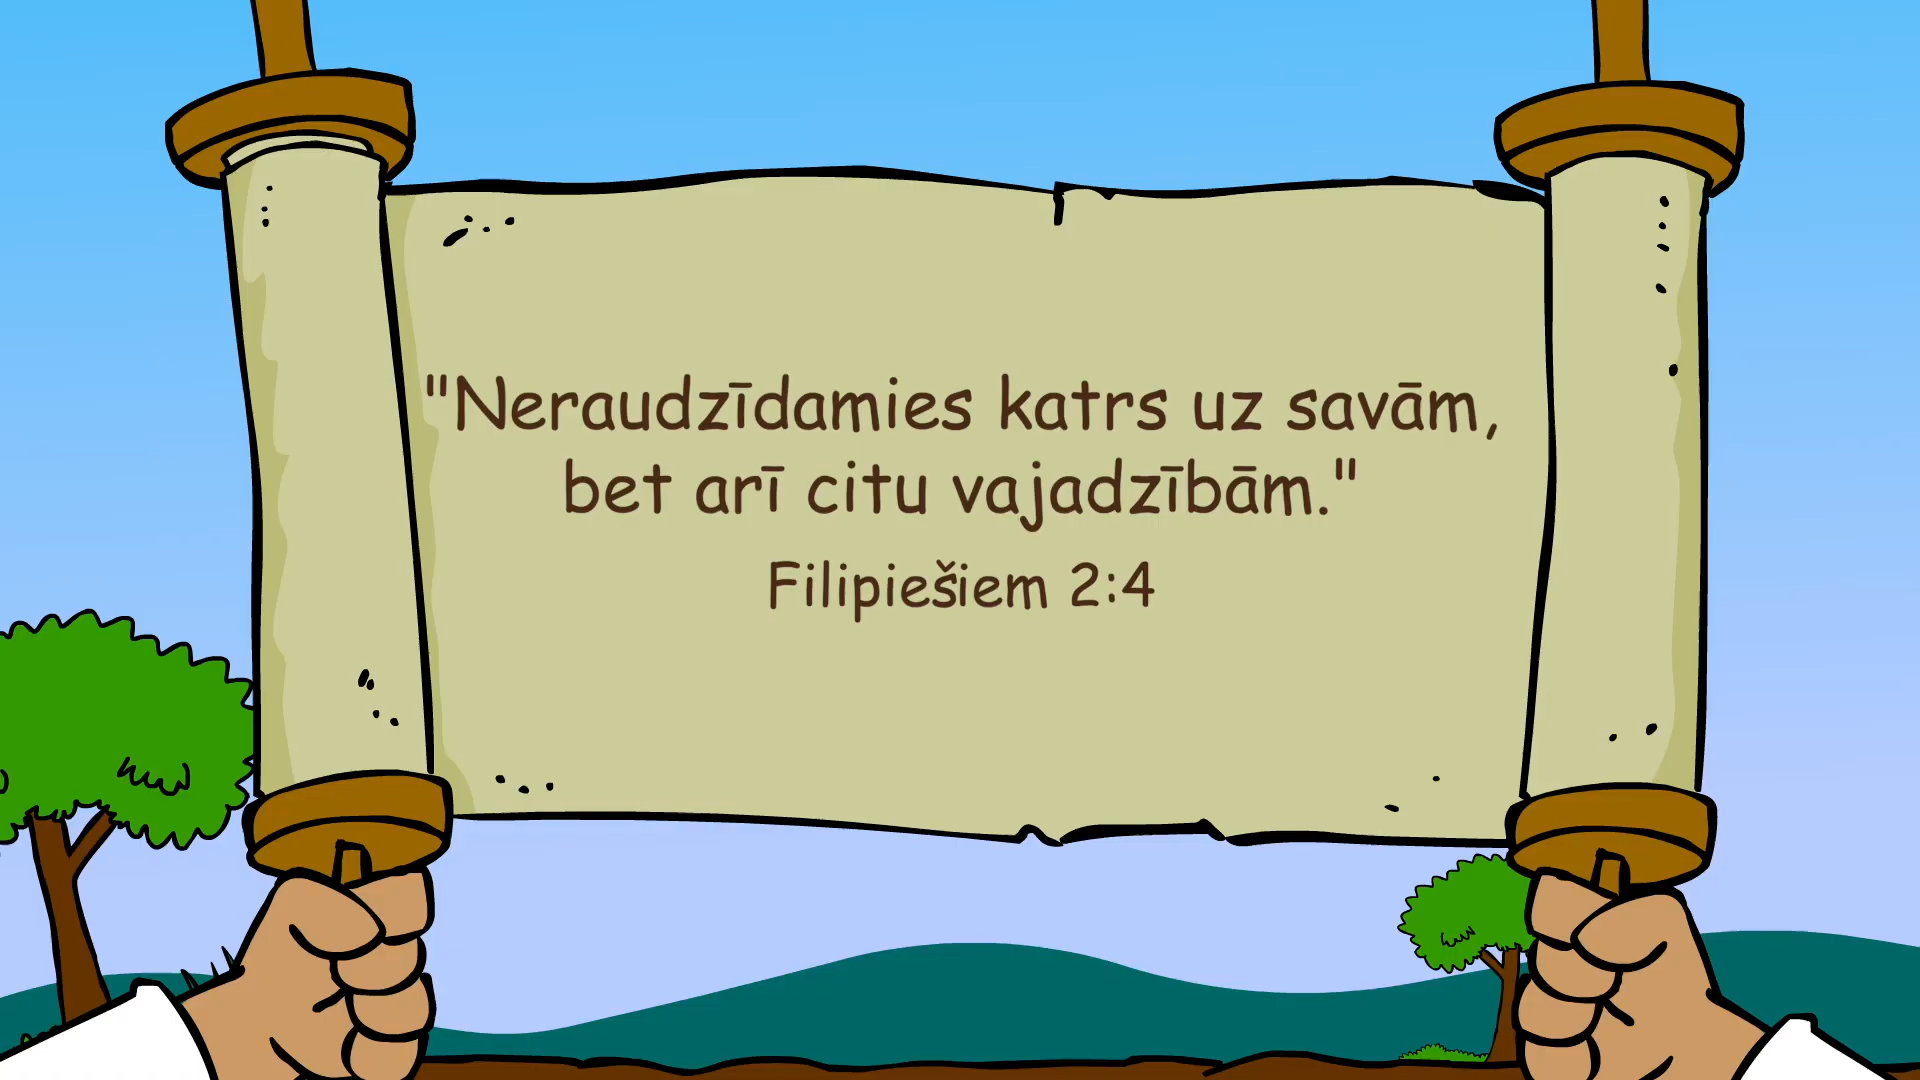 "Neraudzīdamies katrs uz savām,
bet arī citu vajadzībām."
Filipiešiem 2:4